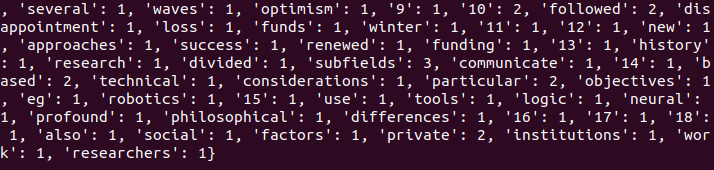 , 'several': 1, 'waves': 1, 'optimism': 1, '9': 1, '10': 2, 'followed': 2, 'dis
appointment': 1, 'loss': 1, 'funds': 1, 'winter': 1, '11': 1, '12': 1, 'new': 1
, 'approaches': 1, 'success': 1, 'renewed': 1, 'funding': 1, '13': 1, 'history'
: 1, 'research': 1, 'divided': 1, 'subfields': 3, 'communicate': 1, '14': 1, 'b
ased': 2, 'technical': 1, 'considerations': 1, 'particular': 2, 'objectives': 1
, 'eg': 1, 'robotics': 1, '15': 1, 'use': 1, 'tools': 1, 'logic': 1, 'neural': 
1, 'profound': 1, 'philosophical': 1, 'differences': 1, '16': 1, '17': 1, '18':
 1, 'also': 1, 'social': 1, 'factors': 1, 'private': 2, 'institutions': 1, 'wor
k': 1, 'researchers': 1}